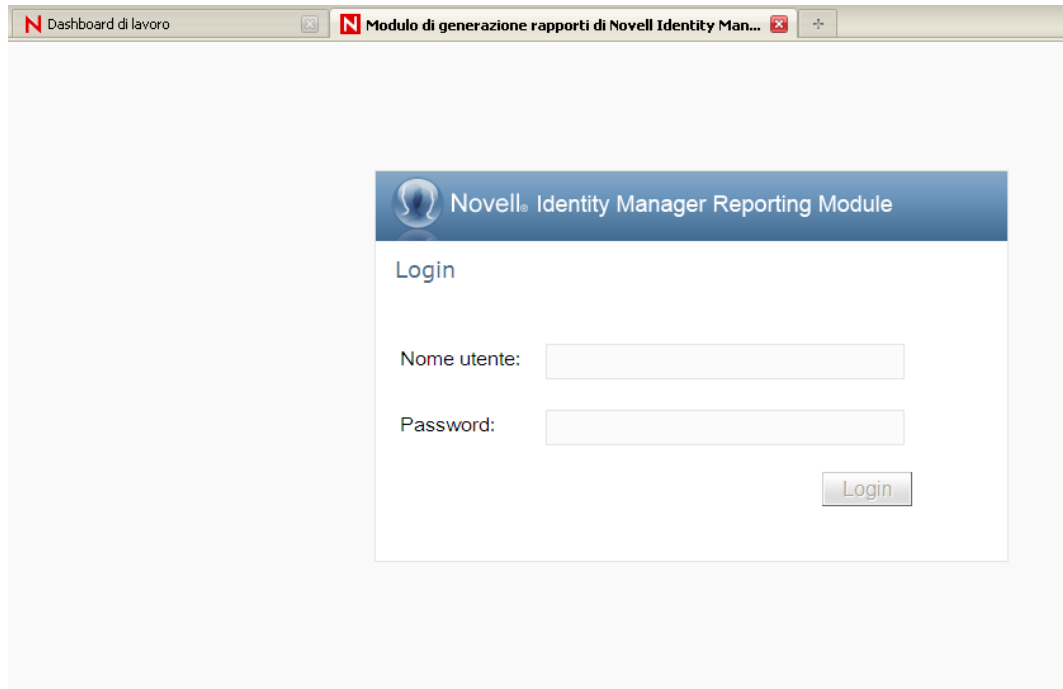 Dashboard di lavoro
Modulo di generazione rapporti di Novell Identity Man...
Novell® Identity Manager Reporting Module
Login
Nome utente:
Password:
Login